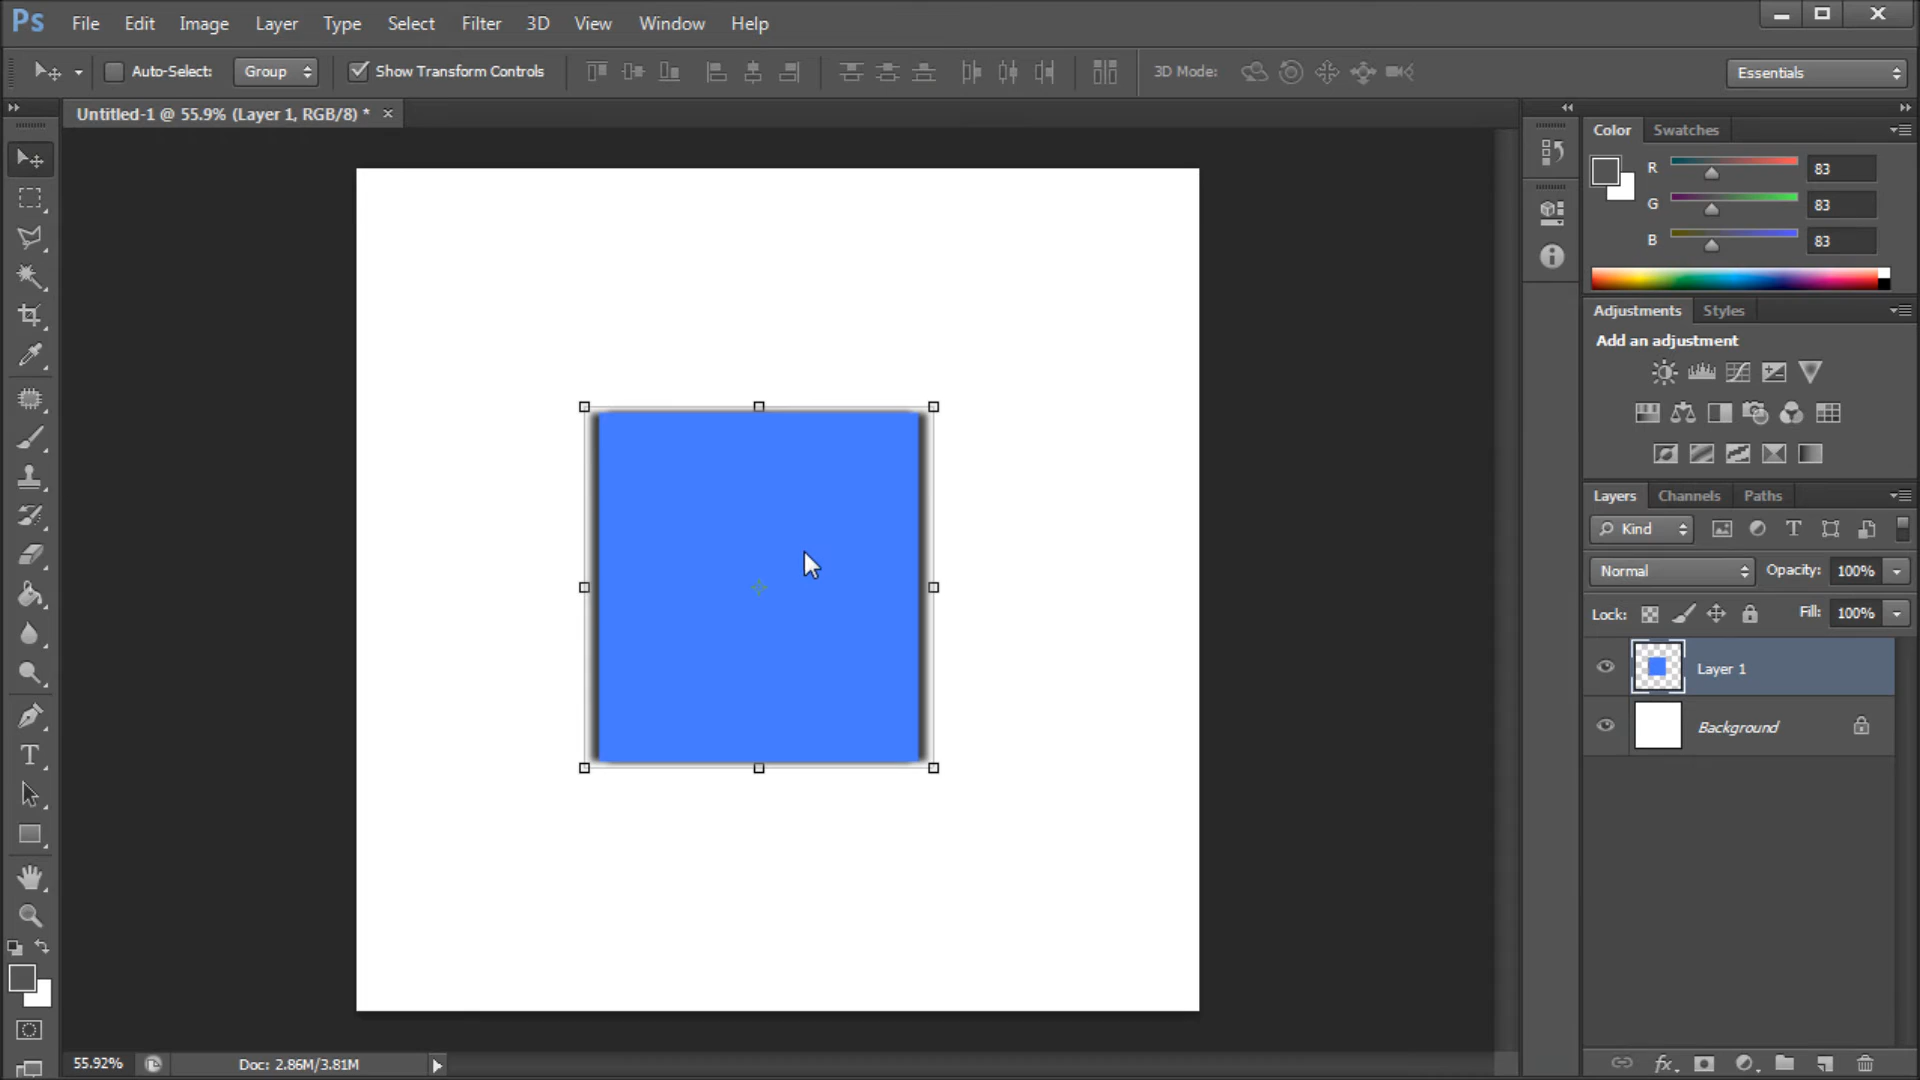 Ps File Edit Image Layer Type Select Filter 3D View Window Help
Auto-Select: Group Show Transform Controls 3D Mode: Essentials
Untitled-1 @ 55.9% (Layer 1, RGB/8) * ×
Color Swatches
R 83
G 83
B 83
Adjustments Styles
Add an adjustment
Layers Channels Paths
Kind T
Normal Opacity: 100%
Lock: Fill: 100%
Layer 1
Background
T
55.92% Doc: 2.86M/3.81M
fx